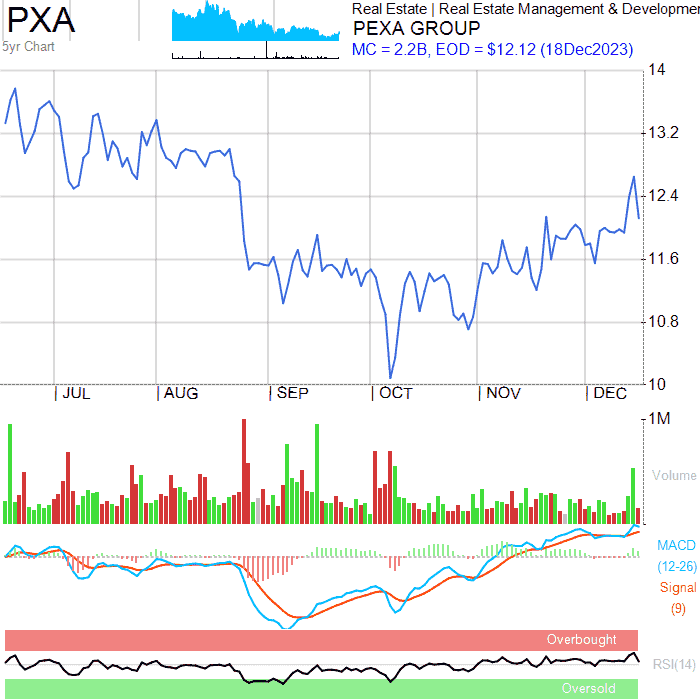 PXA
5yr Chart
Real Estate | Real Estate Management & Developmen
PEXA GROUP
MC = 2.2B, EOD = $12.12 (18Dec2023)
14
13.2
12.4
11.6
10.8
10
| JUL | AUG | SEP | OCT | NOV | DEC
1M
Volume
MACD
(12-26)
Signal
(9)
Overbought
RSI(14)
Oversold